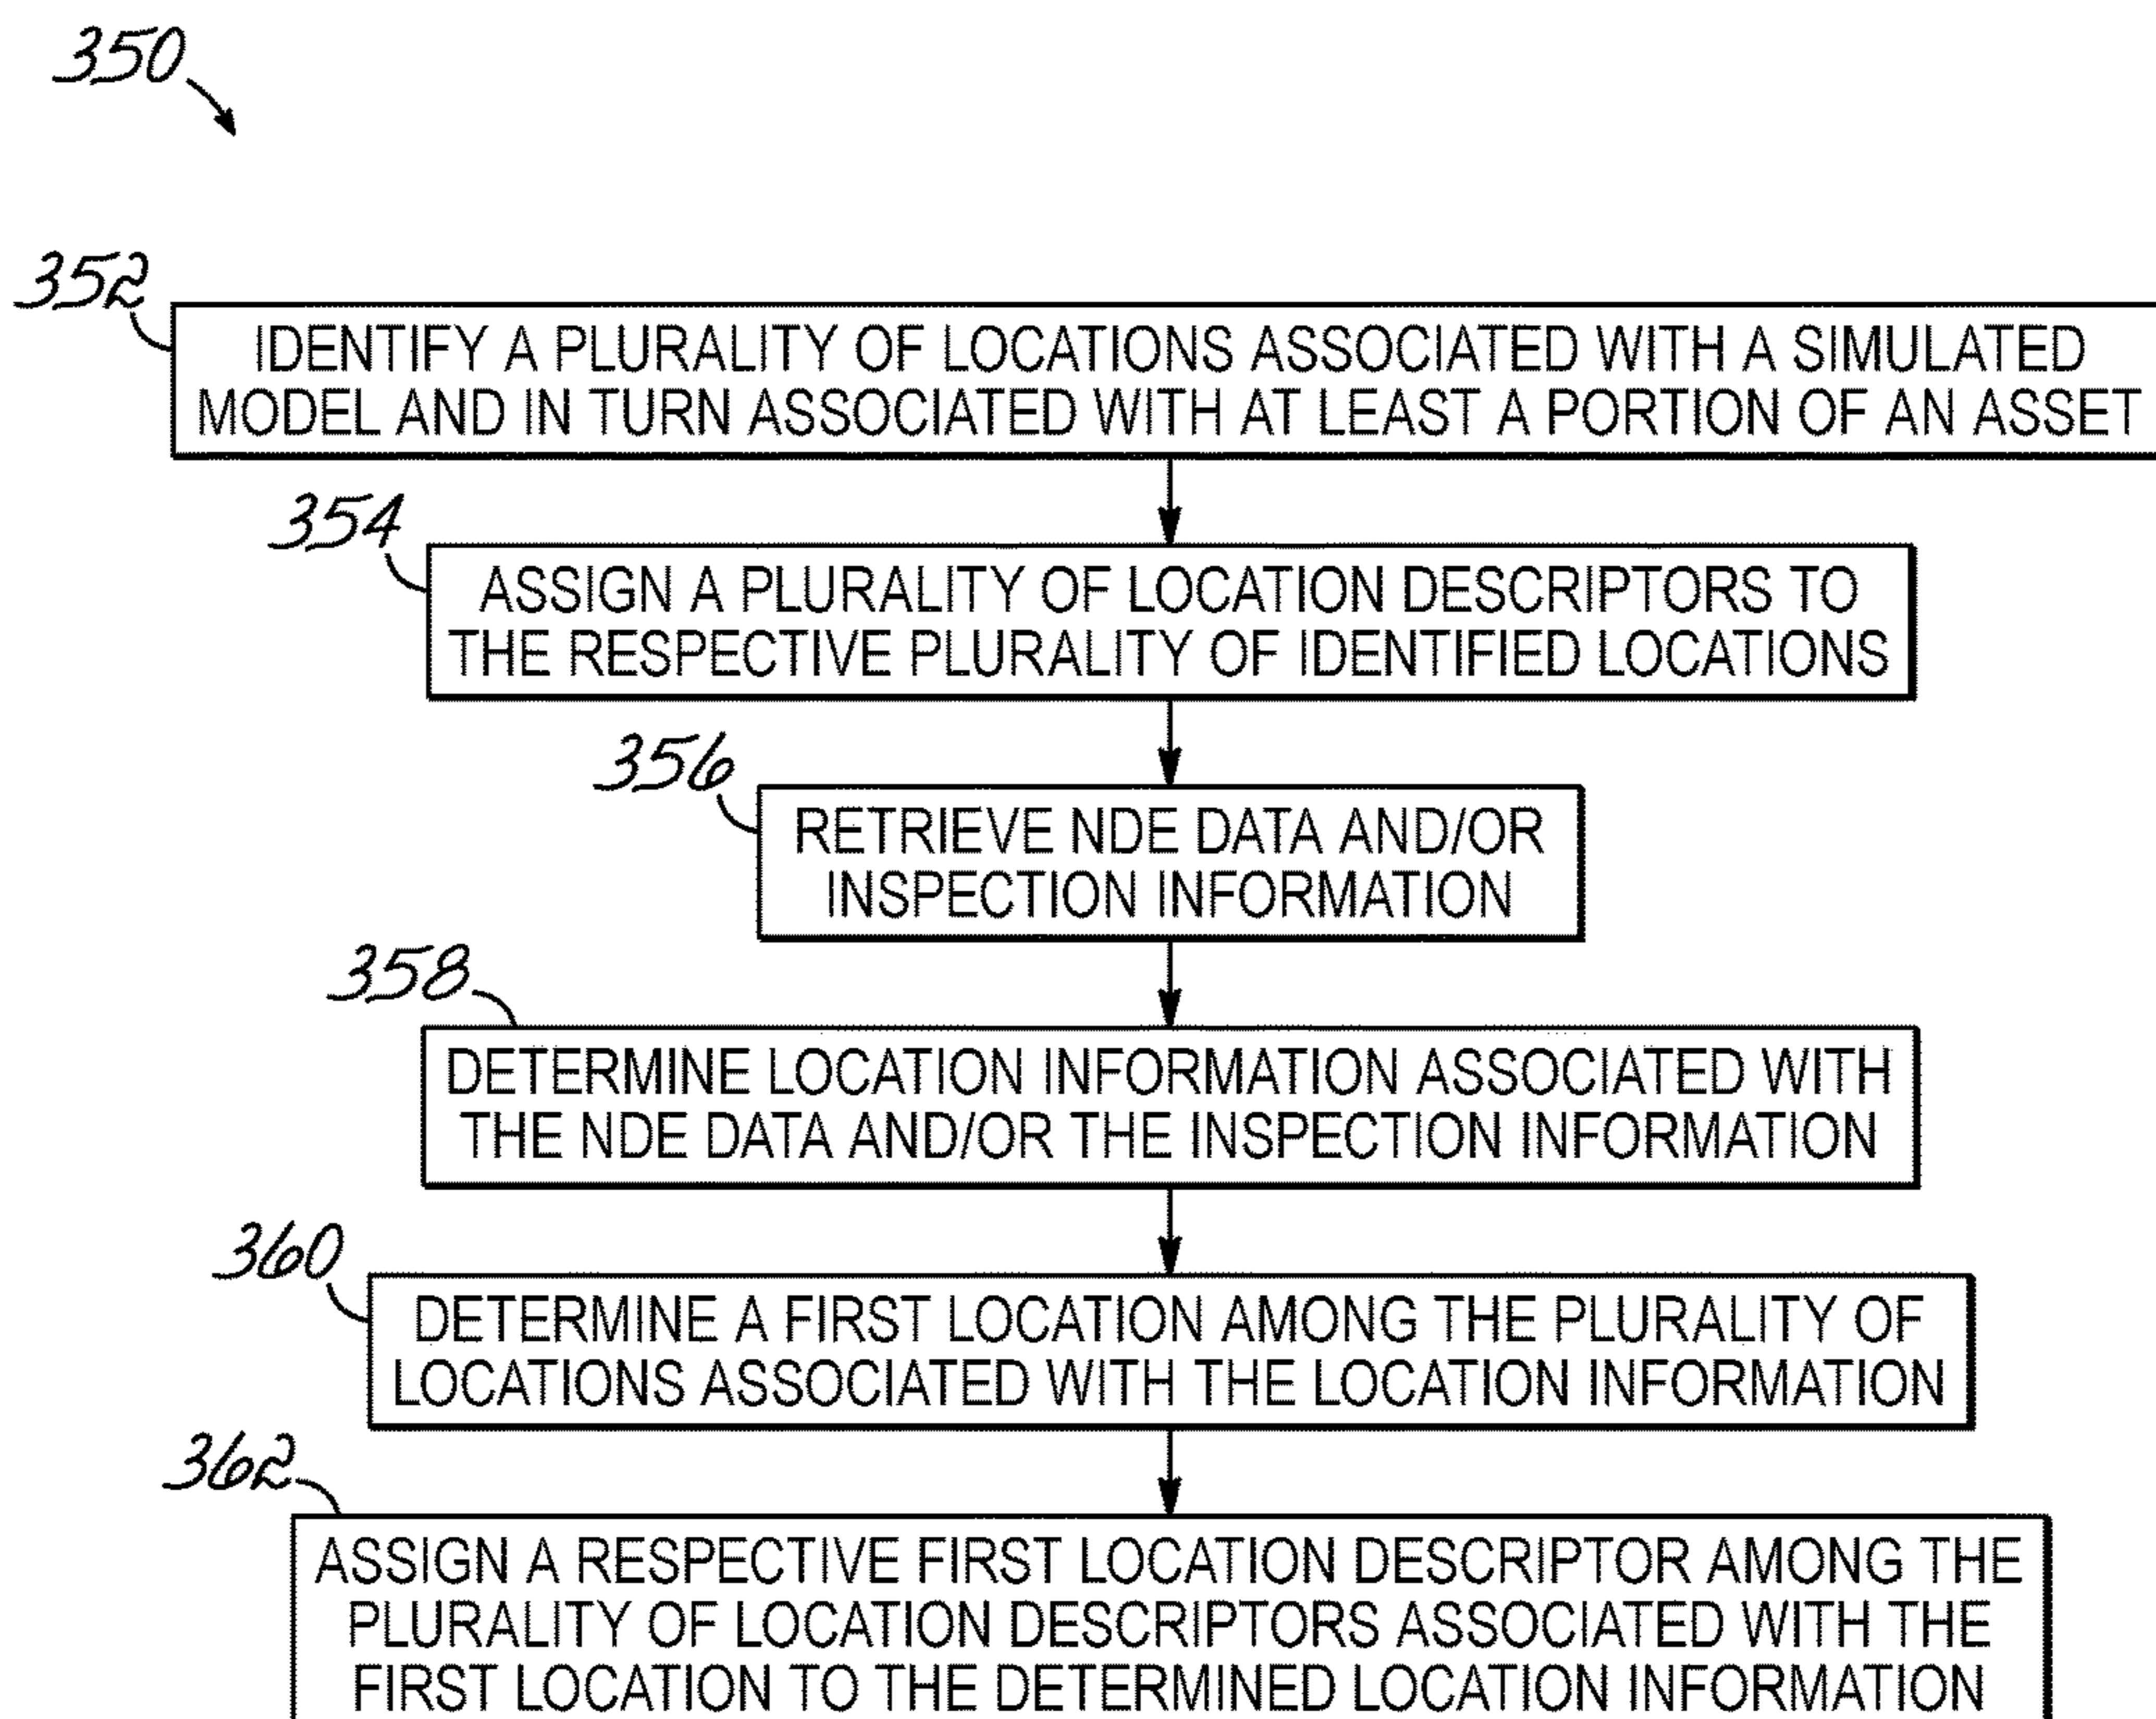 350
352
IDENTIFY A PLURALITY OF LOCATIONS ASSOCIATED WITH A SIMULATED
MODEL AND IN TURN ASSOCIATED WITH AT LEAST A PORTION OF AN ASSET
354
ASSIGN A PLURALITY OF LOCATION DESCRIPTORS TO
THE RESPECTIVE PLURALITY OF IDENTIFIED LOCATIONS
356
RETRIEVE NDE DATA AND/OR
INSPECTION INFORMATION
358
DETERMINE LOCATION INFORMATION ASSOCIATED WITH
THE NDE DATA AND/OR THE INSPECTION INFORMATION
360
DETERMINE A FIRST LOCATION AMONG THE PLURALITY OF
LOCATIONS ASSOCIATED WITH THE LOCATION INFORMATION
362
ASSIGN A RESPECTIVE FIRST LOCATION DESCRIPTOR AMONG THE
PLURALITY OF LOCATION DESCRIPTORS ASSOCIATED WITH THE
FIRST LOCATION TO THE DETERMINED LOCATION INFORMATION